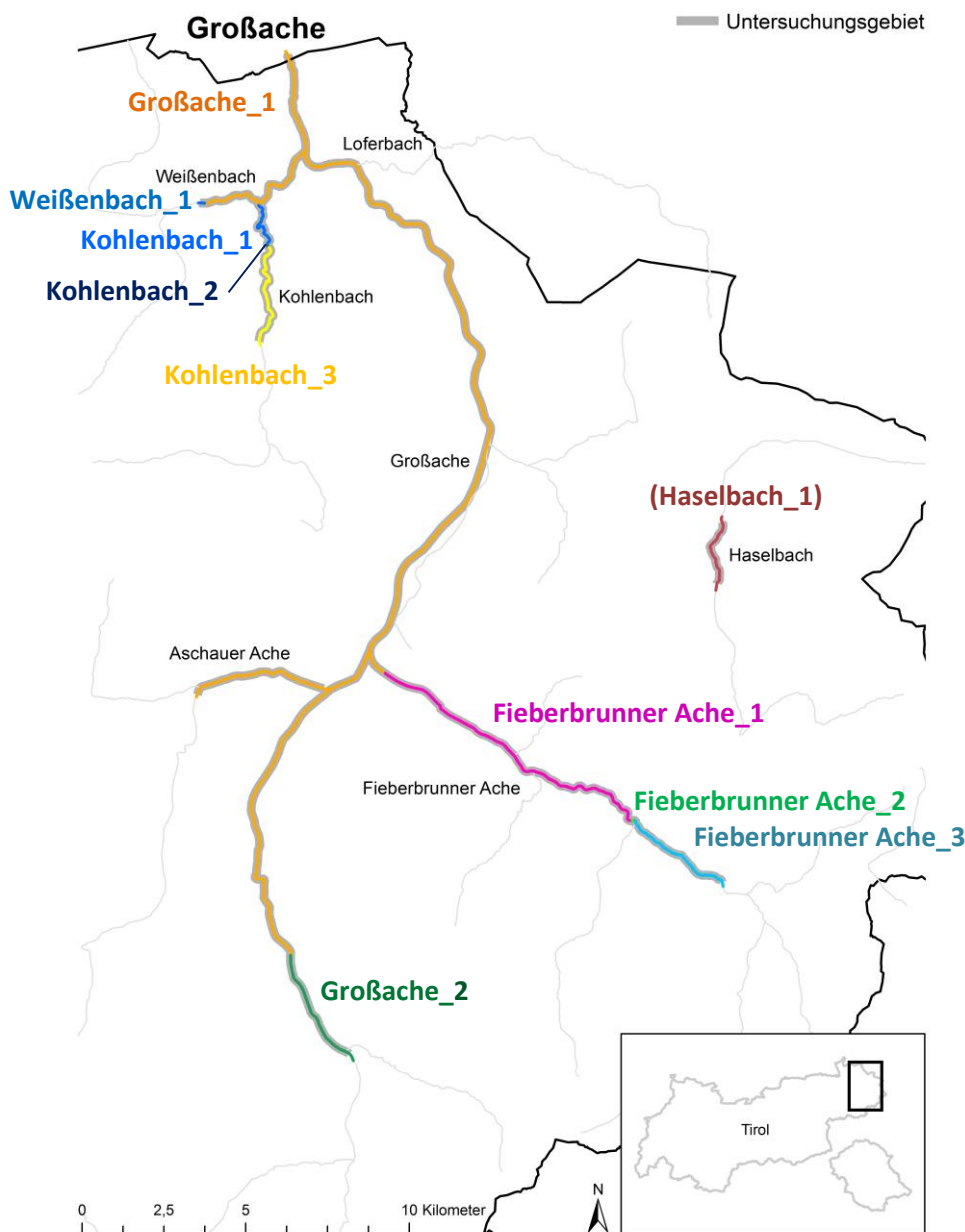 Großache
Untersuchungsgebiet
Großache_1
Loferbach
Weißenbach
Weißenbach_1
Kohlenbach_1
Kohlenbach_2
Kohlenbach
Kohlenbach_3
Großache
(Haselbach_1)
Haselbach
Aschauer Ache
Fieberbrunner Ache_1
Fieberbrunner Ache
Fieberbrunner Ache_2
Fieberbrunner Ache_3
Großache_2
Tirol
N
0 2,5 5 10 Kilometer